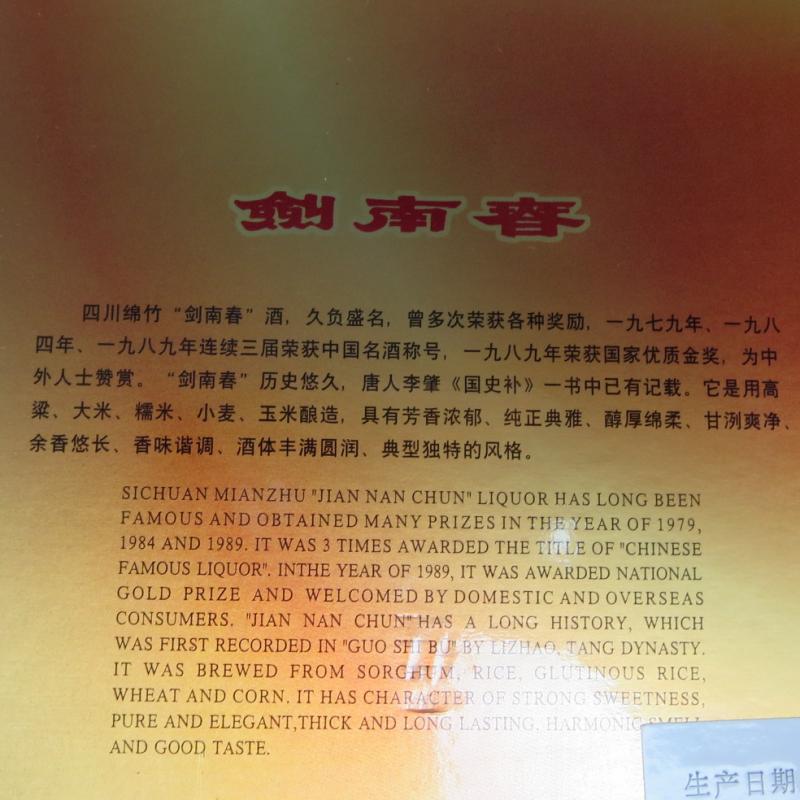 劍南春
四川绵竹“剑南春”酒，久负盛名，曾多次荣获各种奖励，一九七九年、一九八
四年、一九八九年连续三届荣获中国名酒称号，一九八九年荣获国家优质金奖，为中
外人士赞赏。“剑南春”历史悠久，唐人李肇《国史补》一书中已有记载。它是用高
粱、大米、糯米、小麦、玉米酿造，具有芳香浓郁、纯正典雅、醇厚绵柔、甘洌爽净、
余香悠长、香味谐调、酒体丰满圆润、典型独特的风格。
SICHUAN MIANZHU "JIAN NAN CHUN" LIQUOR HAS LONG BEEN
FAMOUS AND OBTAINED MANY PRIZES IN THE YEAR OF 1979,
1984 AND 1989. IT WAS 3 TIMES AWARDED THE TITLE OF "CHINESE
FAMOUS LIQUOR". INTHE YEAR OF 1989, IT WAS AWARDED NATIONAL
GOLD PRIZE AND WELCOMED BY DOMESTIC AND OVERSEAS
CONSUMERS. "JIAN NAN CHUN" HAS A LONG HISTORY, WHICH
WAS FIRST RECORDED IN "GUO SHI BU" BY LIZHAO, TANG DYNASTY.
IT WAS BREWED FROM SORGHUM, RICE, GLUTINOUS RICE,
WHEAT AND CORN. IT HAS CHARACTER OF STRONG SWEETNESS,
PURE AND ELEGANT,THICK AND LONG LASTING, HARMONIC SMELL
AND GOOD TASTE.
生产日期